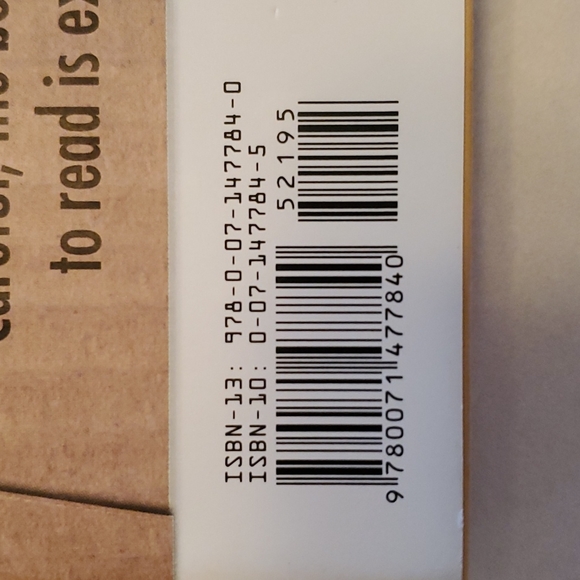 to read is ex
ISBN-13: 978-0-07-147784-0
ISBN-10: 0-07-147784-5
52195
9 780071 477840